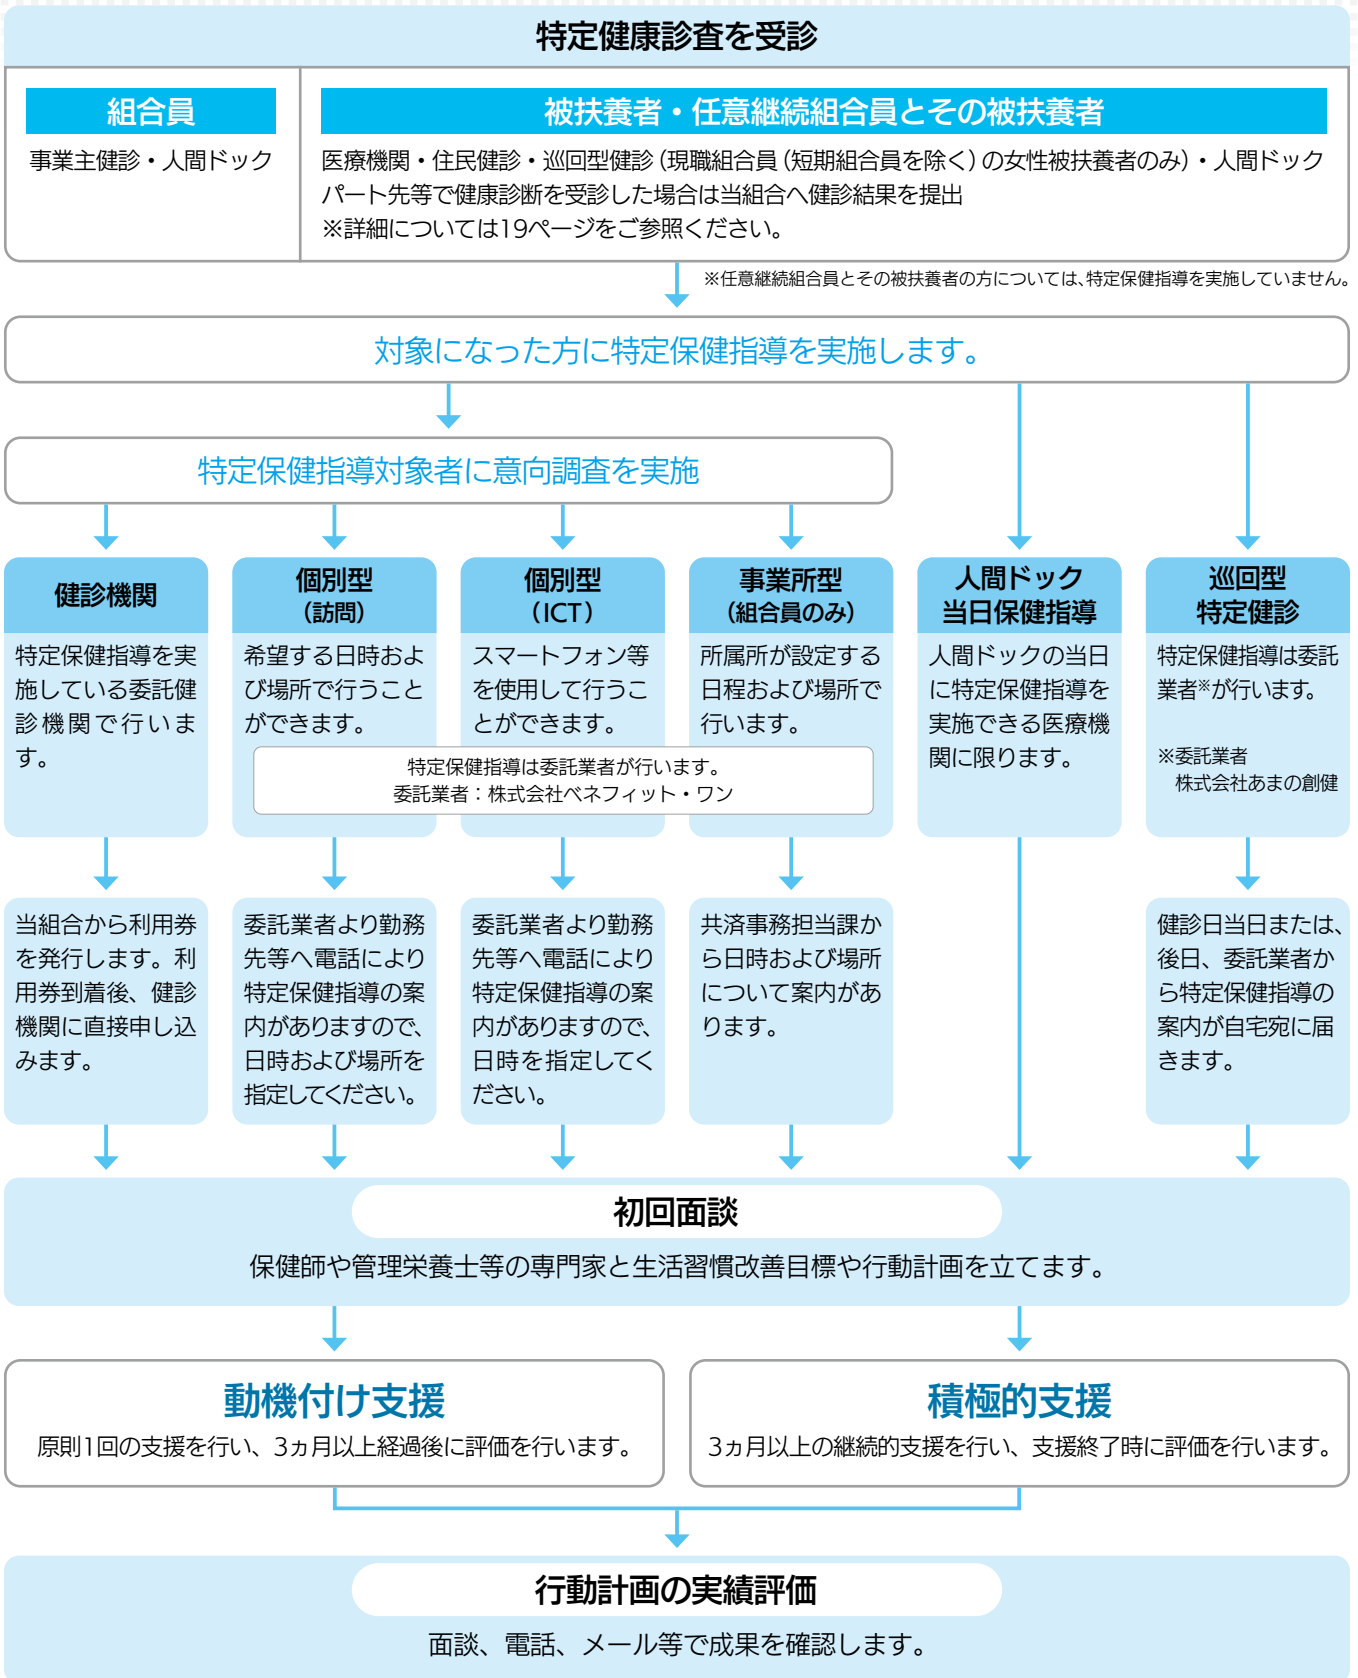 特定健康診査を受診
組合員
事業主健診・人間ドック
被扶養者・任意継続組合員とその被扶養者
医療機関・住民健診・巡回型健診（現職組合員（短期組合員を除く）の女性被扶養者のみ）・人間ドック
パート先等で健康診断を受診した場合は当組合へ健診結果を提出
※詳細については19ページをご参照ください。
※任意継続組合員とその被扶養者の方については、特定保健指導を実施していません。
対象になった方に特定保健指導を実施します。
特定保健指導対象者に意向調査を実施
健診機関
特定保健指導を実
施している委託健
診機関で行いま
す。
個別型
（訪問）
希望する日時およ
び場所で行うこと
ができます。
個別型
（ICT）
スマートフォン等
を使用して行うこ
とができます。
事業所型
（組合員のみ）
所属所が設定する
日程および場所で
行います。
特定保健指導は委託業者が行います。
委託業者：株式会社ベネフィット・ワン
人間ドック
当日保健指導
人間ドックの当日
に特定保健指導を
実施できる医療機
関に限ります。
巡回型
特定健診
特定保健指導は委託
業者※が行います。
※委託業者
株式会社あまの創健
当組合から利用券
を発行します。利
用券到着後、健診
機関に直接申し込
みます。
委託業者より勤務
先等へ電話により
特定保健指導の案
内がありますので、
日時および場所を
指定してください。
委託業者より勤務
先等へ電話により
特定保健指導の案
内がありますので、
日時を指定してく
ださい。
共済事務担当課か
ら日時および場所
について案内があ
ります。
健診日当日または、
後日、委託業者か
ら特定保健指導の
案内が自宅宛に届
きます。
初回面談
保健師や管理栄養士等の専門家と生活習慣改善目標や行動計画を立てます。
動機付け支援
原則1回の支援を行い、3ヵ月以上経過後に評価を行います。
積極的支援
3ヵ月以上の継続的支援を行い、支援終了時に評価を行います。
行動計画の実績評価
面談、電話、メール等で成果を確認します。